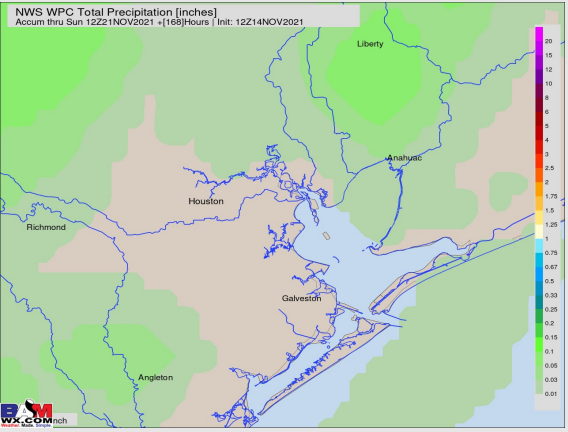 NWS WPC Total Precipitation [inches]
Accum thru Sun 12Z21NOV2021 +[168]Hours | Init: 12Z14NOV2021
Liberty
Anahuac
Houston
Richmond
Galveston
Angleton
20
15
12
10
8
6
5
4
3
2.5
2
1.75
1.5
1.25
1
0.75
0.67
0.5
0.33
0.25
0.2
0.15
0.1
0.05
0.03
0.01
BAM
WX.COM
Weather. Made. Simple.